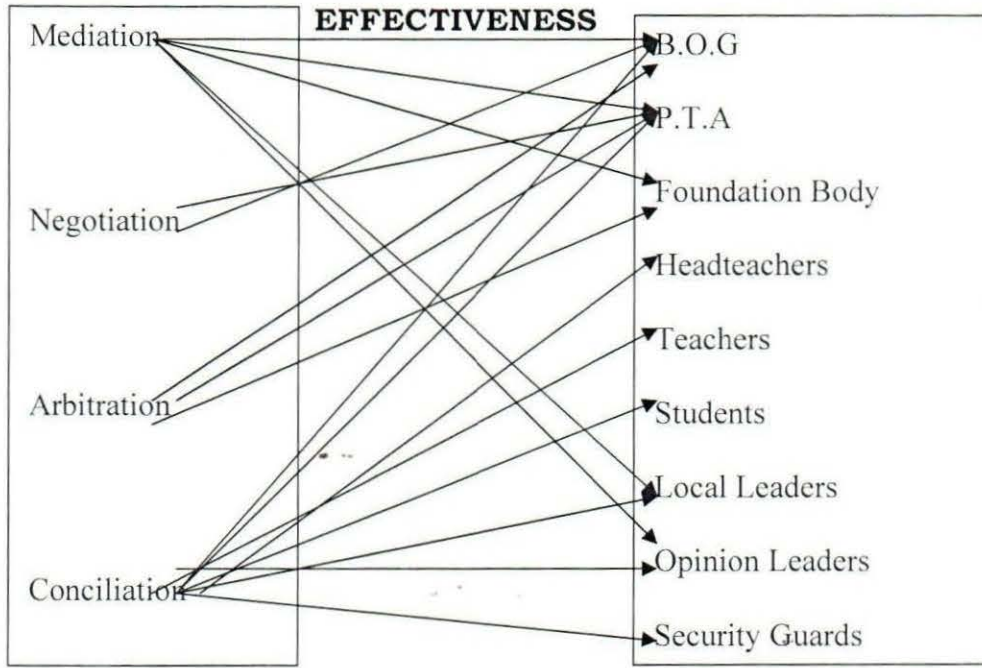 EFFECTIVENESS
Mediation
Negotiation
Arbitration
Conciliation
B.O.G
P.T.A
Foundation Body
Headteachers
Teachers
Students
Local Leaders
Opinion Leaders
Security Guards